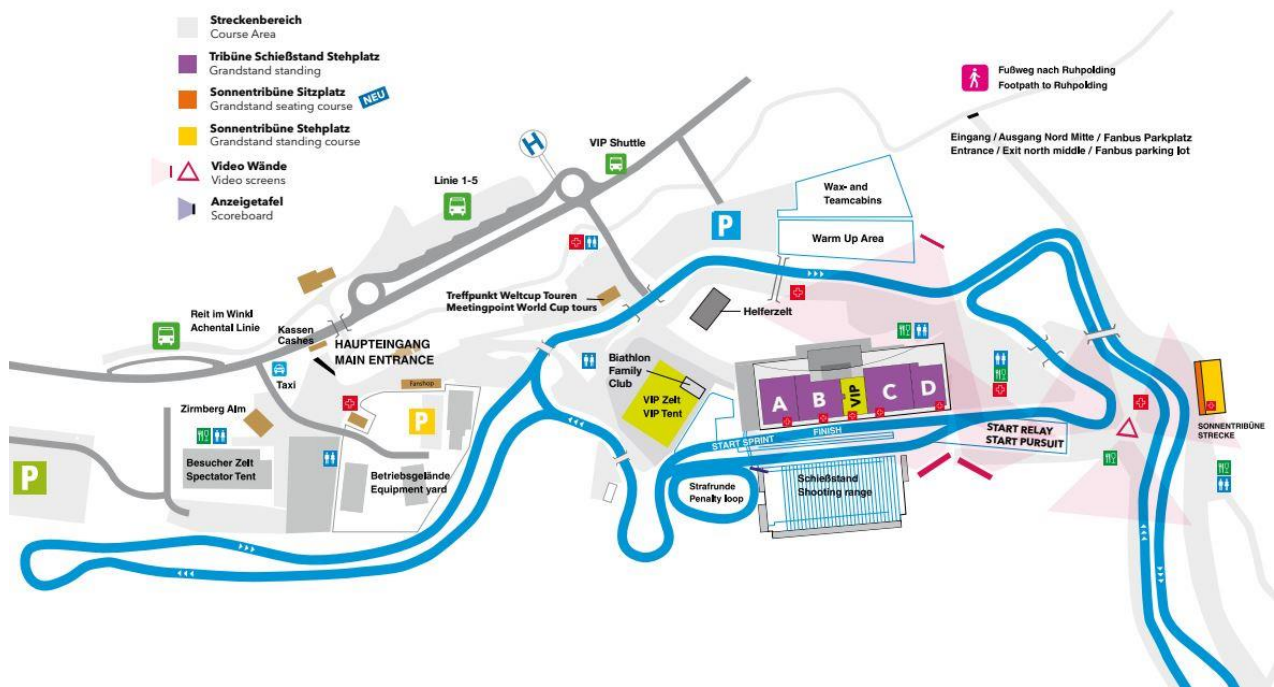 Streckenbereich
Course Area
Tribüne Schießstand Stehplatz
Grandstand standing
Sonnentribüne Sitzplatz
Grandstand seating course
NEU
Sonnentribüne Stehplatz
Grandstand standing course
Video Wände
Video screens
Anzeigetafel
Scoreboard
Fußweg nach Ruhpolding
Footpath to Ruhpolding
Eingang / Ausgang Nord Mitte / Fanbus Parkplatz
Entrance / Exit north middle / Fanbus parking lot
H
VIP Shuttle
Linie 1-5
Wax- and
Teamcabins
P
Warm Up Area
Treffpunkt Weltcup Touren
Meetingpoint World Cup tours
Helferzelt
Reit im Winkl
Achental Linie
Kassen
Cashes
HAUPTEINGANG
MAIN ENTRANCE
Taxi
Fanshop
Biathlon
Family
Club
VIP Zelt
VIP Tent
A
B
VIP
C
D
Zirmberg Alm
P
START SPRINT
FINISH
START RELAY
START PURSUIT
SONNENTRIBÜNE
STRECKE
P
Besucher Zelt
Spectator Tent
Betriebsgelände
Equipment yard
Strafrunde
Penalty loop
Schießstand
Shooting range